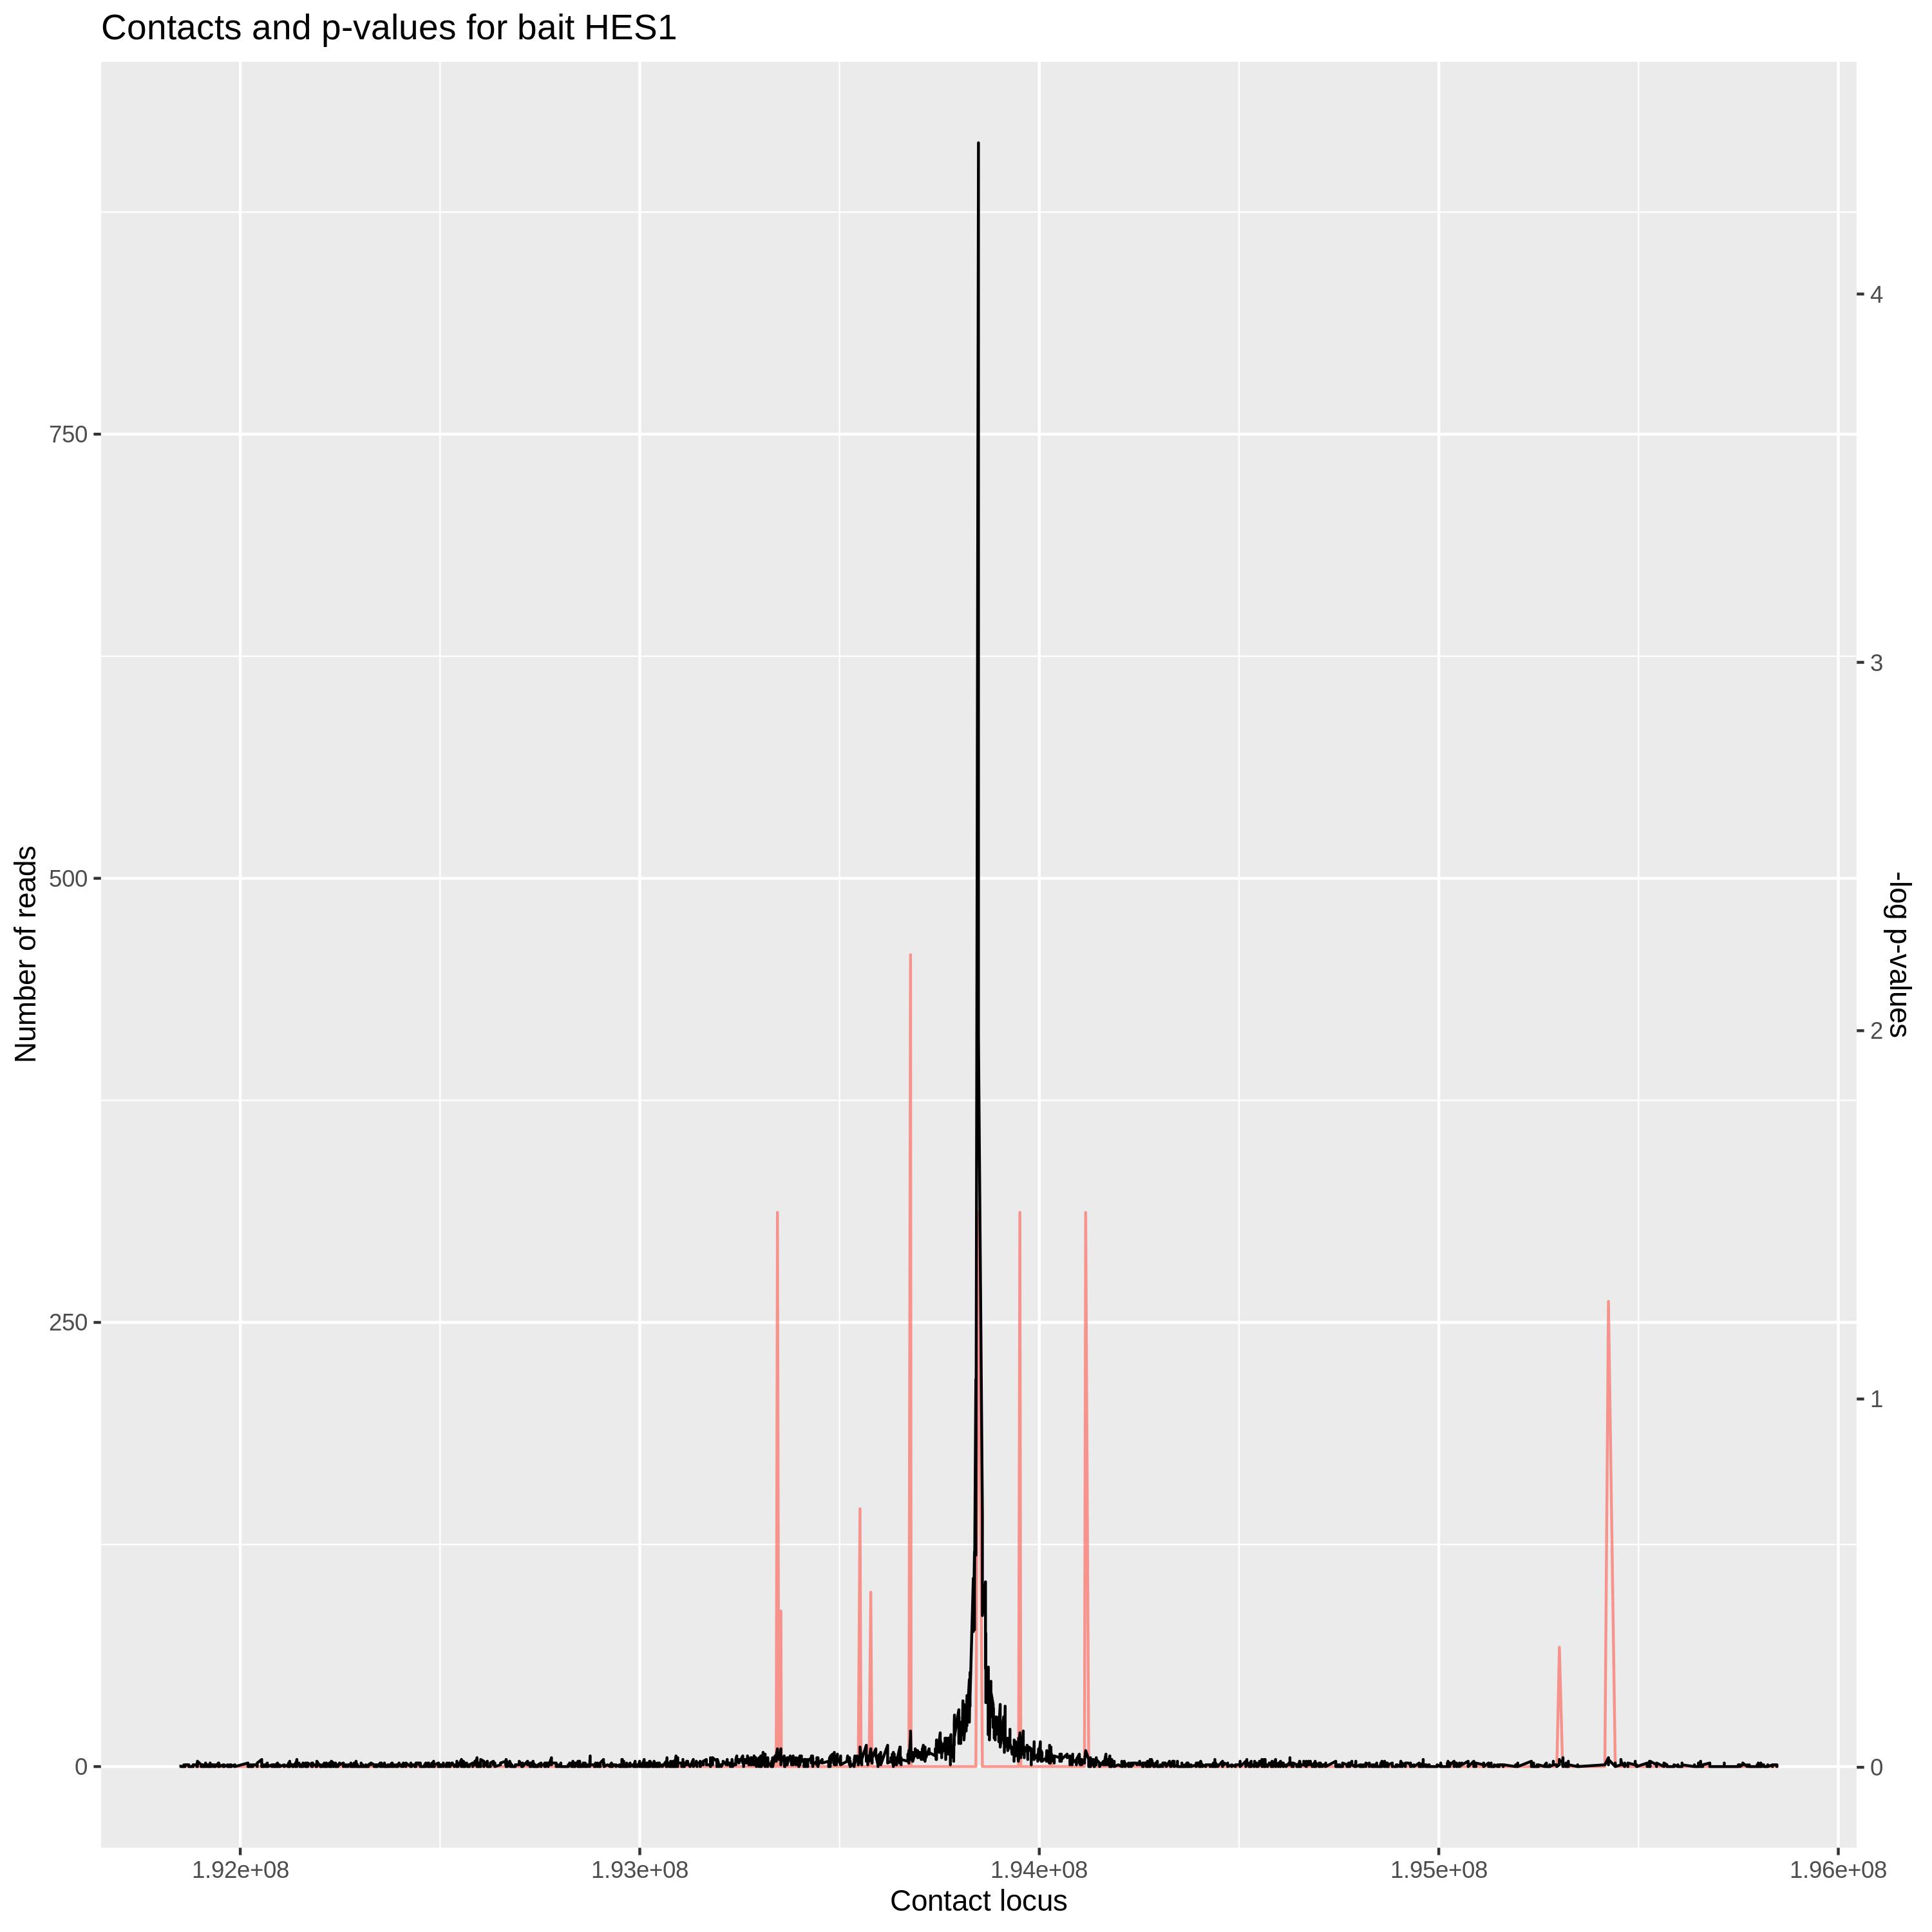 Contacts and p-values for bait HES1
Number of reads
750
500
250
0
4
3
2
1
0
-log p-values
1.92e+08
1.93e+08
1.94e+08
1.95e+08
1.96e+08
Contact locus